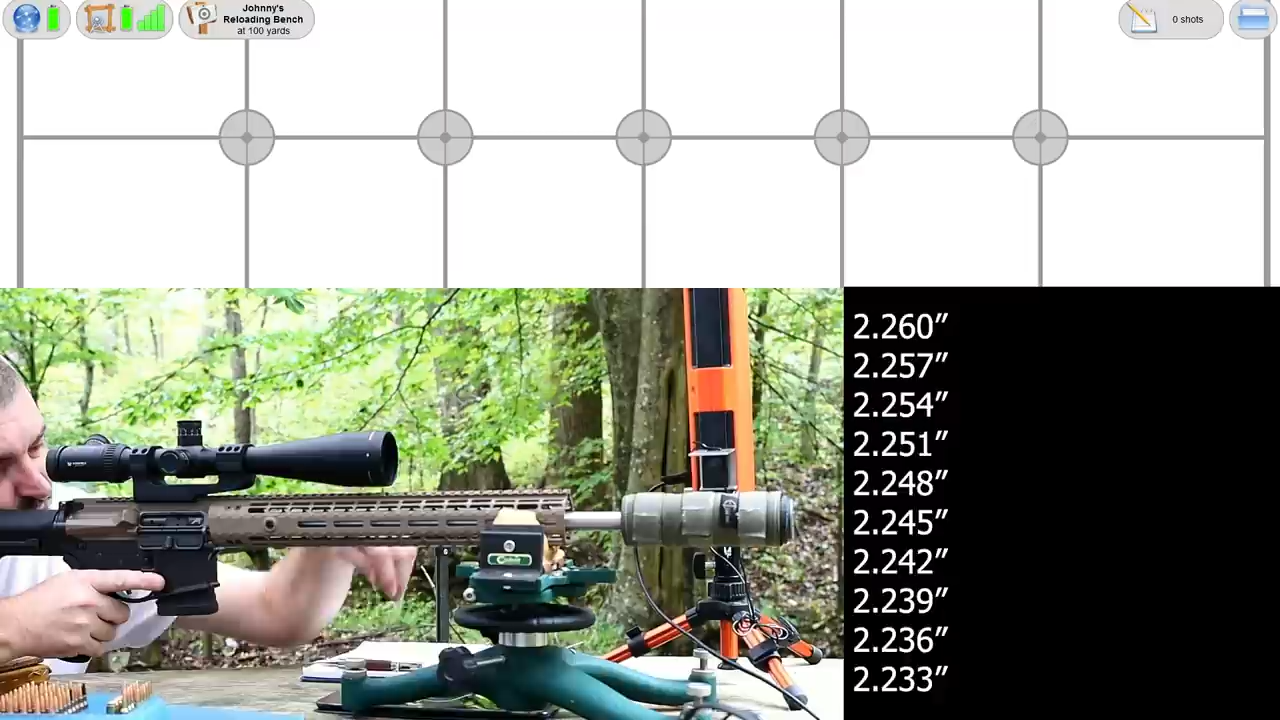 Johnny's
Reloading Bench
at 100 yards
0 shots
2.260"
2.257"
2.254"
2.251"
2.248"
2.245"
2.242"
2.239"
2.236"
2.233"